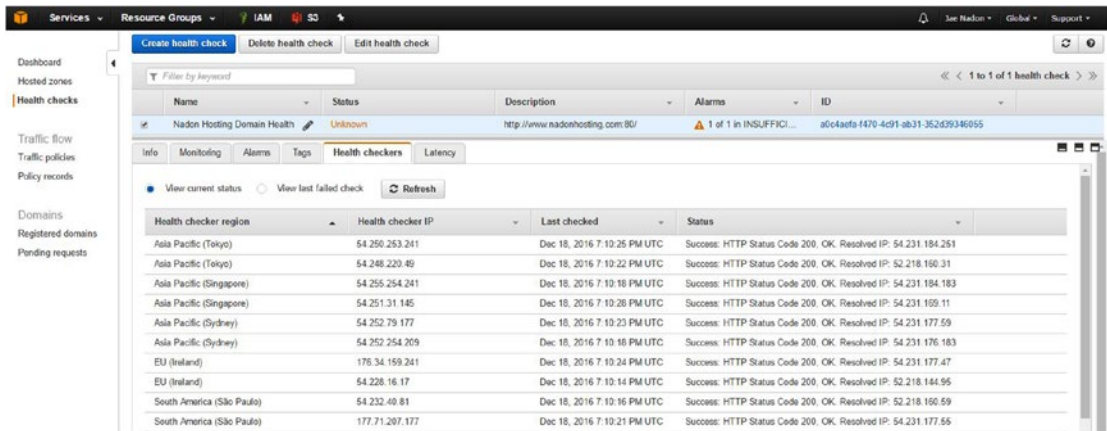 Services Resource Groups IAM S3 Jae Nadon Global Support
Create health check Delete health check Edit health check
Dashboard
Hosted zones
Health checks
Traffic flow
Traffic policies
Policy records
Domains
Registered domains
Pending requests
Filter by keyword 1 to 1 of 1 health check
Name Status Description Alarms ID
Nadon Hosting Domain Health Unknown http://www.nadonhosting.com:80/ 1 of 1 in INSUFFICI... a0c4aefa-f470-4c91-ab31-352d39346055
Info Monitoring Alarms Tags Health checkers Latency
View current status View last failed check Refresh
Health checker region Health checker IP Last checked Status
Asia Pacific (Tokyo) 54.250.253.241 Dec 18, 2016 7:10:25 PM UTC Success: HTTP Status Code 200, OK. Resolved IP: 54.231.184.251
Asia Pacific (Tokyo) 54.248.220.49 Dec 18, 2016 7:10:22 PM UTC Success: HTTP Status Code 200, OK. Resolved IP: 52.218.160.31
Asia Pacific (Singapore) 54.255.254.241 Dec 18, 2016 7:10:18 PM UTC Success: HTTP Status Code 200, OK. Resolved IP: 54.231.184.183
Asia Pacific (Singapore) 54.251.31.145 Dec 18, 2016 7:10:28 PM UTC Success: HTTP Status Code 200, OK. Resolved IP: 54.231.169.11
Asia Pacific (Sydney) 54.252.79.177 Dec 18, 2016 7:10:23 PM UTC Success: HTTP Status Code 200, OK. Resolved IP: 54.231.177.59
Asia Pacific (Sydney) 54.252.254.209 Dec 18, 2016 7:10:18 PM UTC Success: HTTP Status Code 200, OK. Resolved IP: 54.231.176.183
EU (Ireland) 176.34.159.241 Dec 18, 2016 7:10:24 PM UTC Success: HTTP Status Code 200, OK. Resolved IP: 54.231.177.47
EU (Ireland) 54.228.16.17 Dec 18, 2016 7:10:14 PM UTC Success: HTTP Status Code 200, OK. Resolved IP: 52.218.144.95
South America (São Paulo) 54.232.40.81 Dec 18, 2016 7:10:16 PM UTC Success: HTTP Status Code 200, OK. Resolved IP: 52.218.160.59
South America (São Paulo) 177.71.207.177 Dec 18, 2016 7:10:21 PM UTC Success: HTTP Status Code 200, OK. Resolved IP: 54.231.177.55